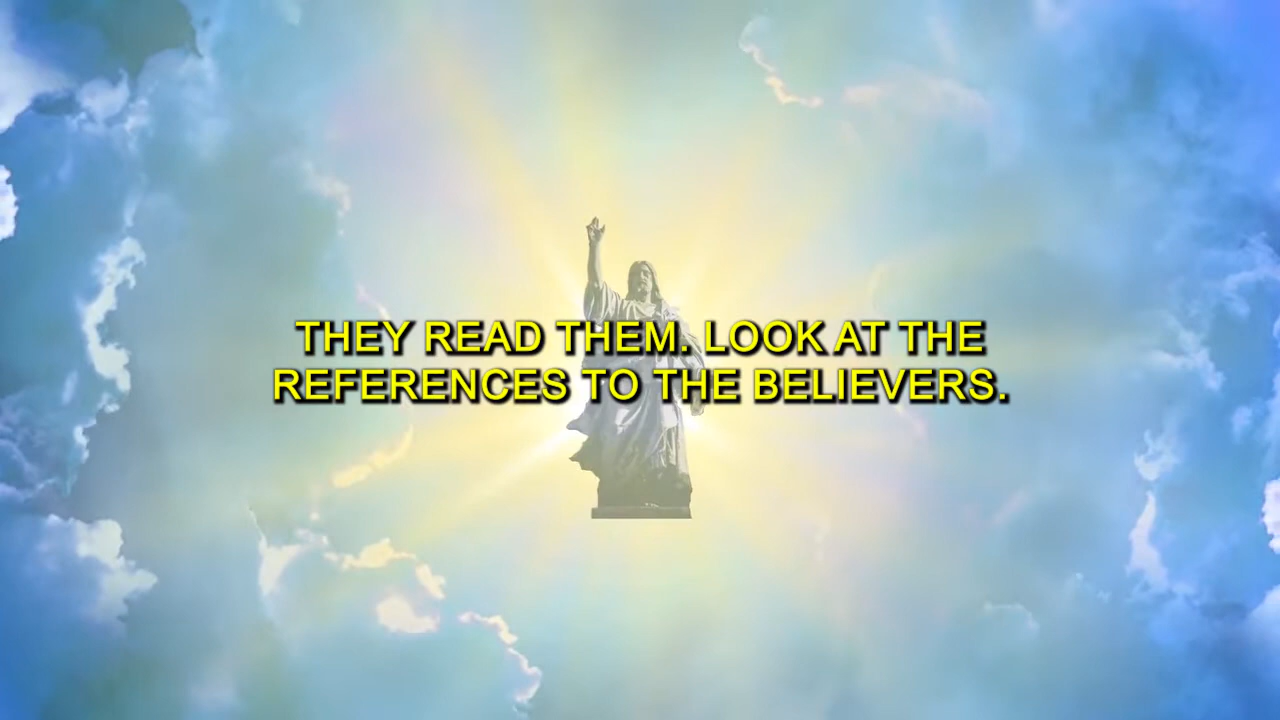 THEY READ THEM. LOOK AT THE
REFERENCES TO THE BELIEVERS.